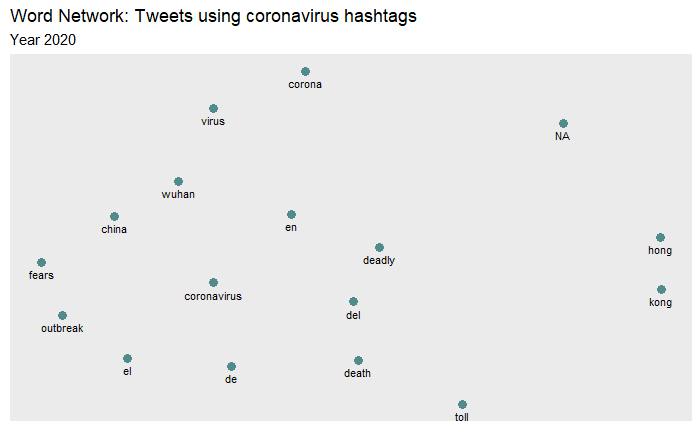 Word Network: Tweets using coronavirus hashtags
Year 2020
corona
virus
NA
wuhan
china
en
hong
deadly
fears
coronavirus
kong
del
outbreak
el
de
death
toll